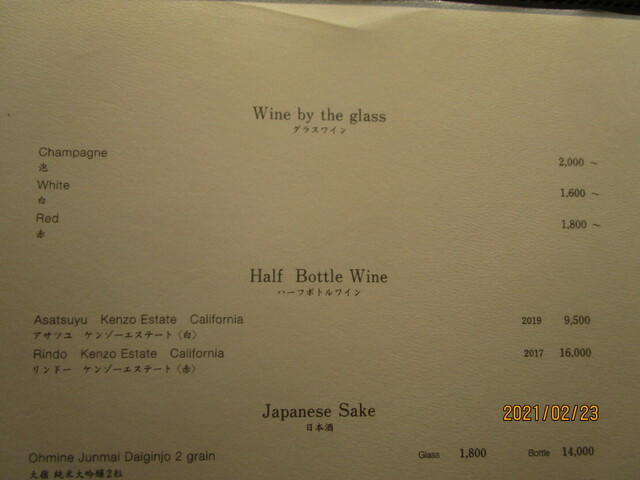 Wine by the glass
グラスワイン
Champagne 2,000 ~
泡
White 1,600 ~
白
Red 1,800 ~
赤
Half Bottle Wine
ハーフボトルワイン
Asatsuyu Kenzo Estate California 2019 9,500
アサツユ ケンゾーエステート（白）
Rindo Kenzo Estate California 2017 16,000
リンドー ケンゾーエステート（赤）
Japanese Sake
日本酒
2021/02/23
Ohmine Junmai Daiginjo 2 grain Glass 1,800 Bottle 14,000
大嶺 純米大吟醸2粒